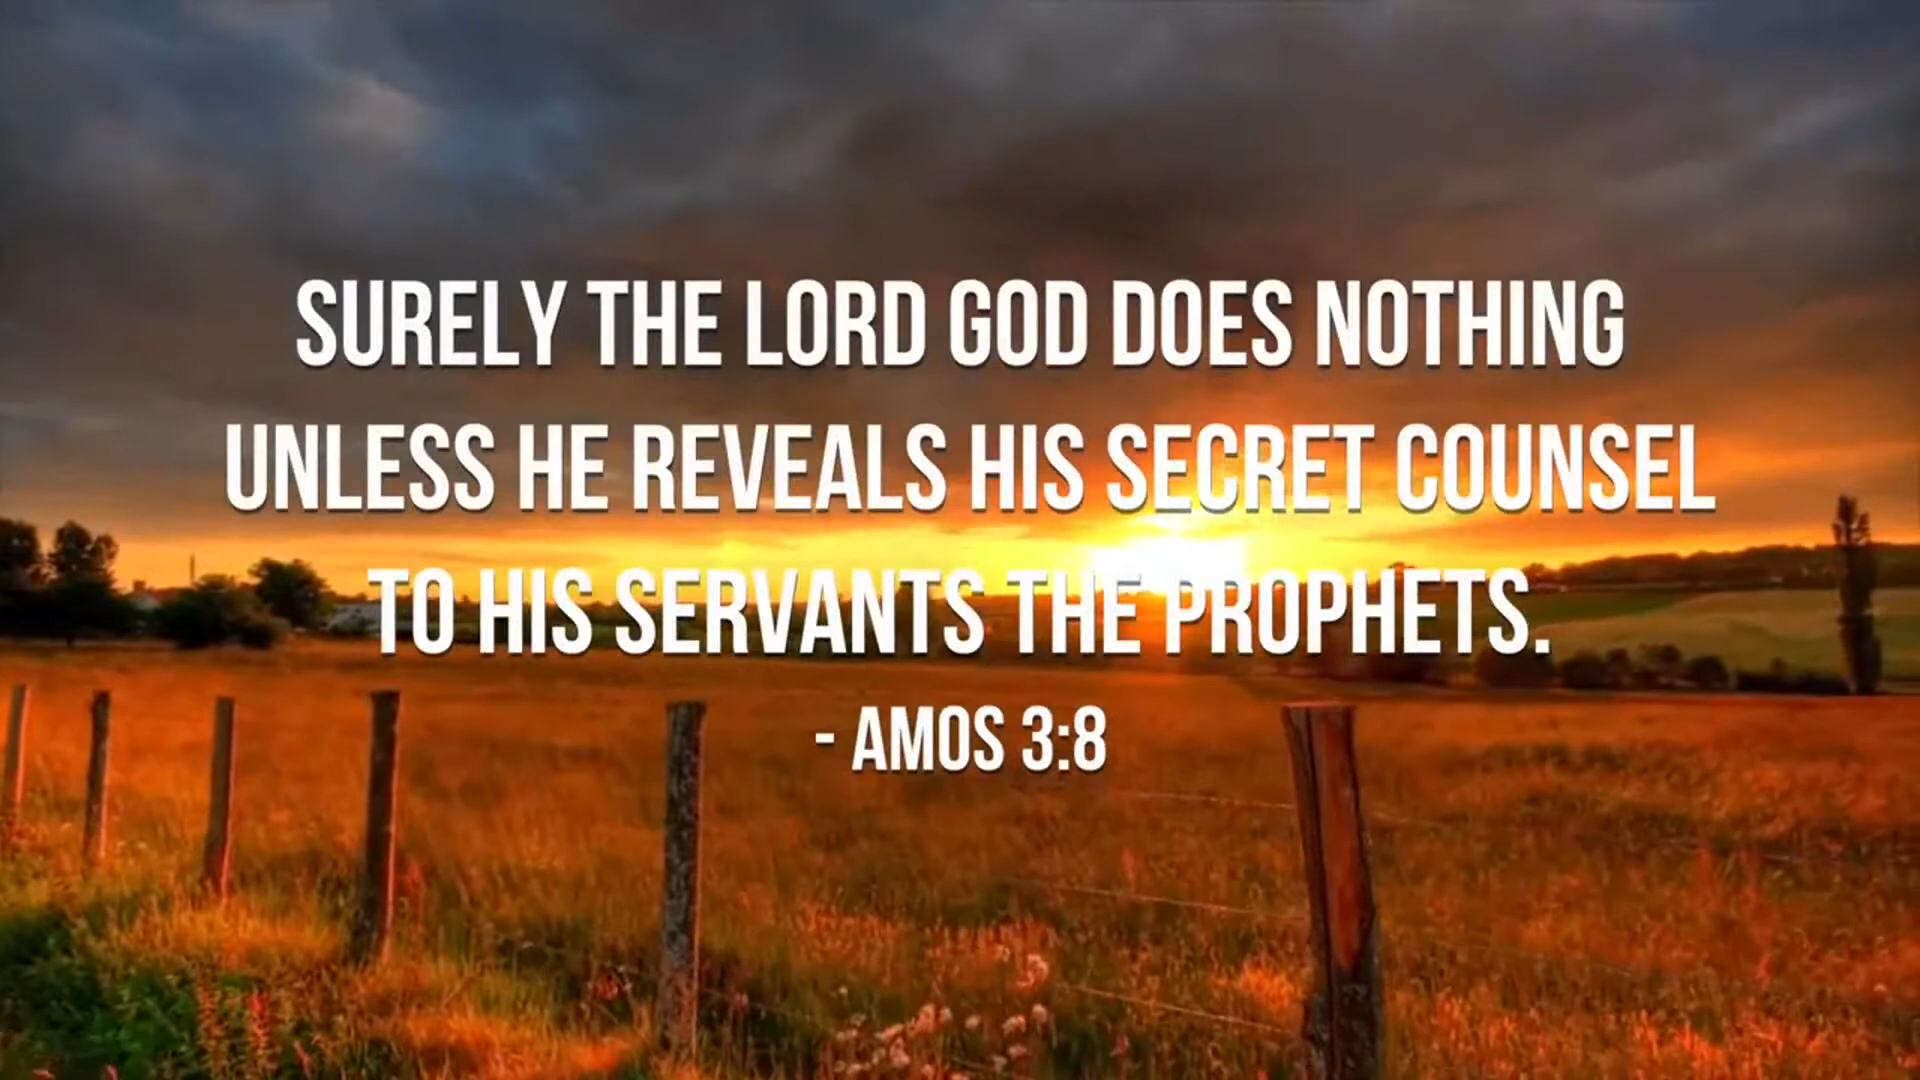 SURELY THE LORD GOD DOES NOTHING
UNLESS HE REVEALS HIS SECRET COUNSEL
TO HIS SERVANTS THE PROPHETS.
- AMOS 3:8